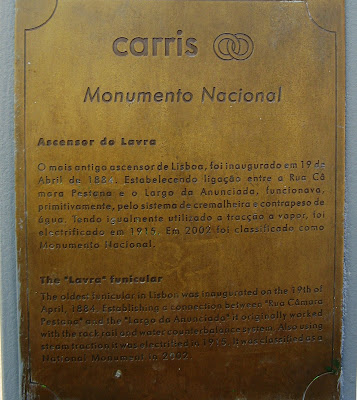 carris
Monumento Nacional
Ascensor do Lavra
O mais antigo ascensor de Lisboa, foi inaugurado em 19 de
Abril de 1884. Estabelecendo ligação entre a Rua Câ
mara Pestana e o Largo da Anunciada, funcionava,
primitivamente, pelo sistema de cremalheira e contrapeso de
água. Tendo igualmente utilizado a tracção a vapor, foi
electrificado em 1915. Em 2002 foi classificado como
Monumento Nacional.
The "Lavra" funicular
The oldest funicular in Lisbon was inaugurated on the 19th of
April, 1884. Establishing a connection between "Rua Câmara
Pestana" and the "Largo da Anunciada" it originally worked
with the rock rail and water counterbalance system. Also using
steam traction it was electrified in 1915. It was classified as a
National Monument in 2002.